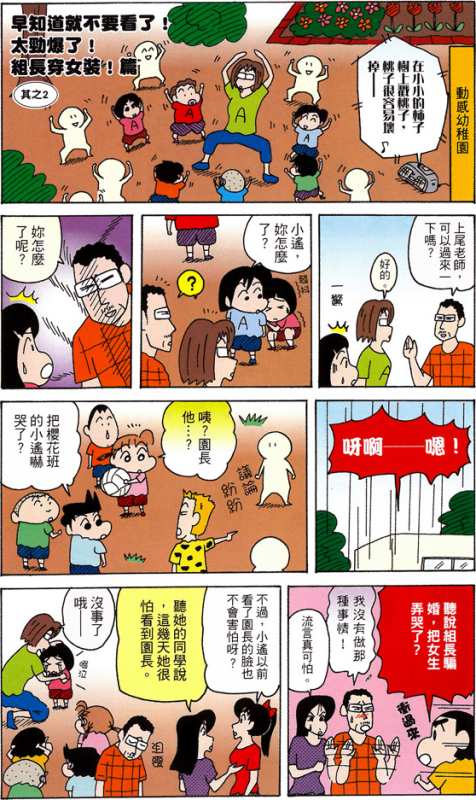 早知道就不要看了！
太勁爆了！
組長穿女裝！篇
其之2
動感幼稚園
在小小的柿子
樹上戳桃子、
桃子很容易壞
掉——♪
上尾老師，
可以過來一
下嗎？
好的。
一驚
小遙，
妳怎麼
了？
?
妳怎麼
了呢？
呀啊——嗯！
議論
紛紛
咦？園長
他…？
把櫻花班
的小遙嚇
哭了？
聽說組長騙
婚，把女生
弄哭了？
衝過來
我沒有做那
種事情！
流言真可怕。
不過，小遙以前
看了園長的臉也
不會害怕呀？
聽她的同學說
，這幾天她很
怕看到園長。
沮喪
沒事了
哦。
A
A
A
A
A